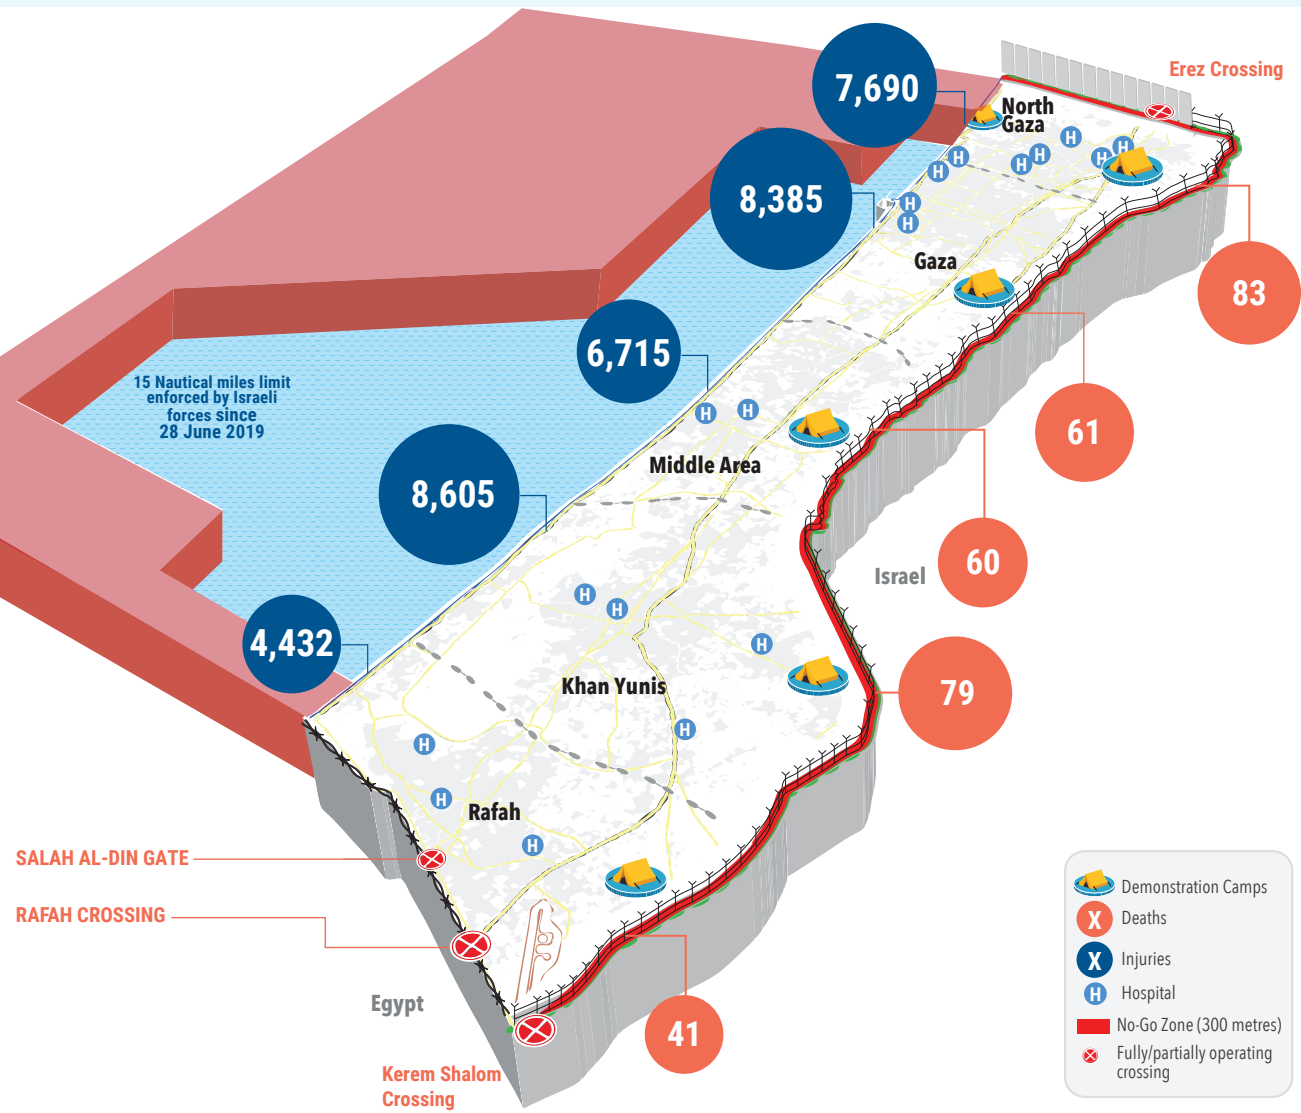 Erez Crossing
7,690
North
Gaza
H
H
H
H
H
H
H
8,385
H
H
Gaza
83
6,715
15 Nautical miles limit
enforced by Israeli
forces since
28 June 2019
H
H
61
Middle Area
8,605
Israel
60
H
H
4,432
H
Khan Yunis
79
H
H
H
Rafah
H
SALAH AL-DIN GATE
RAFAH CROSSING
Egypt
41
Kerem Shalom
Crossing
Demonstration Camps
X Deaths
X Injuries
H Hospital
No-Go Zone (300 metres)
Fully/partially operating
crossing